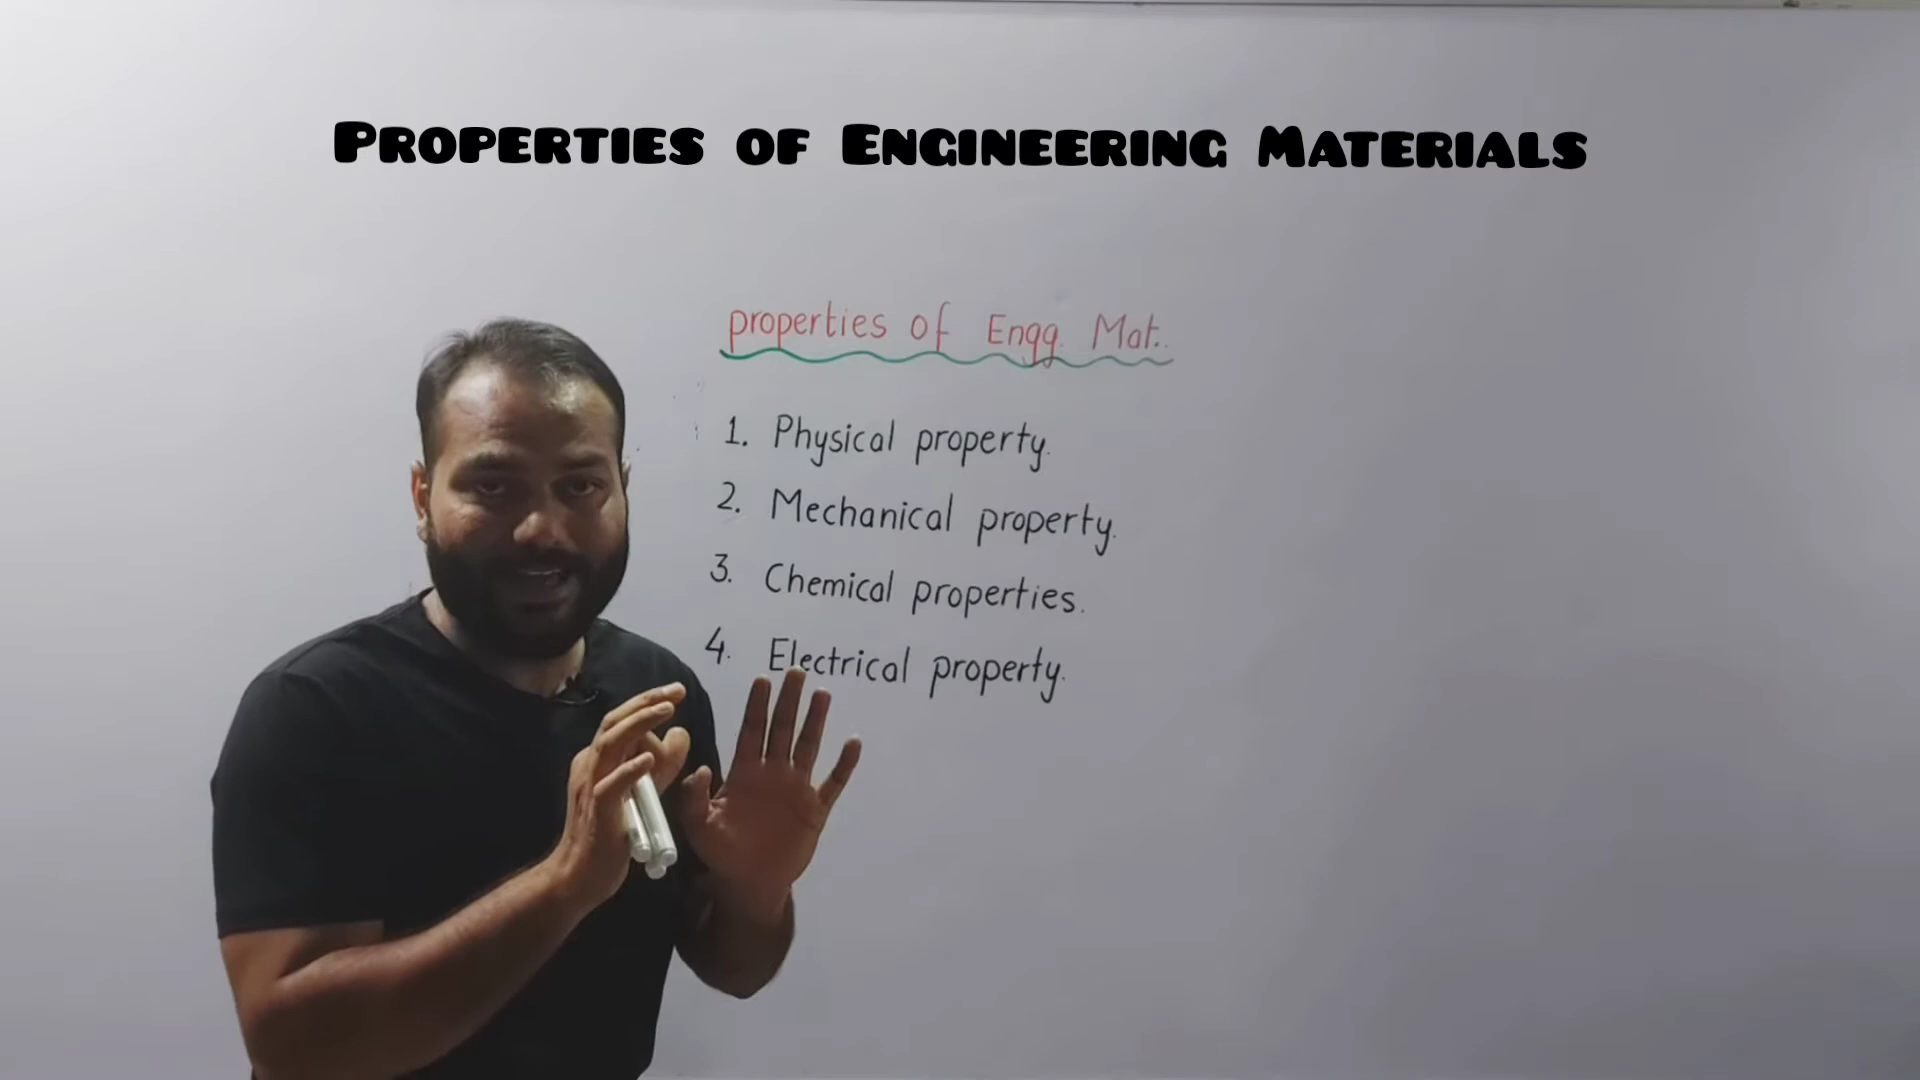 PROPERTIES OF ENGINEERING MATERIALS
properties of Engg. Mat.
1. Physical property.
2. Mechanical property.
3. Chemical properties.
4. Electrical property.